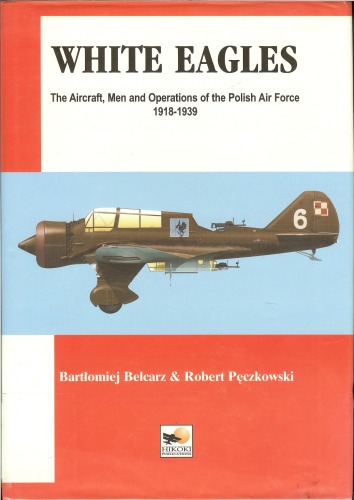 WHITE EAGLES
The Aircraft, Men and Operations of the Polish Air Force
1918-1939
6
Bartłomiej Belcarz & Robert Pęczkowski
HIKOKI
PUBLICATIONS